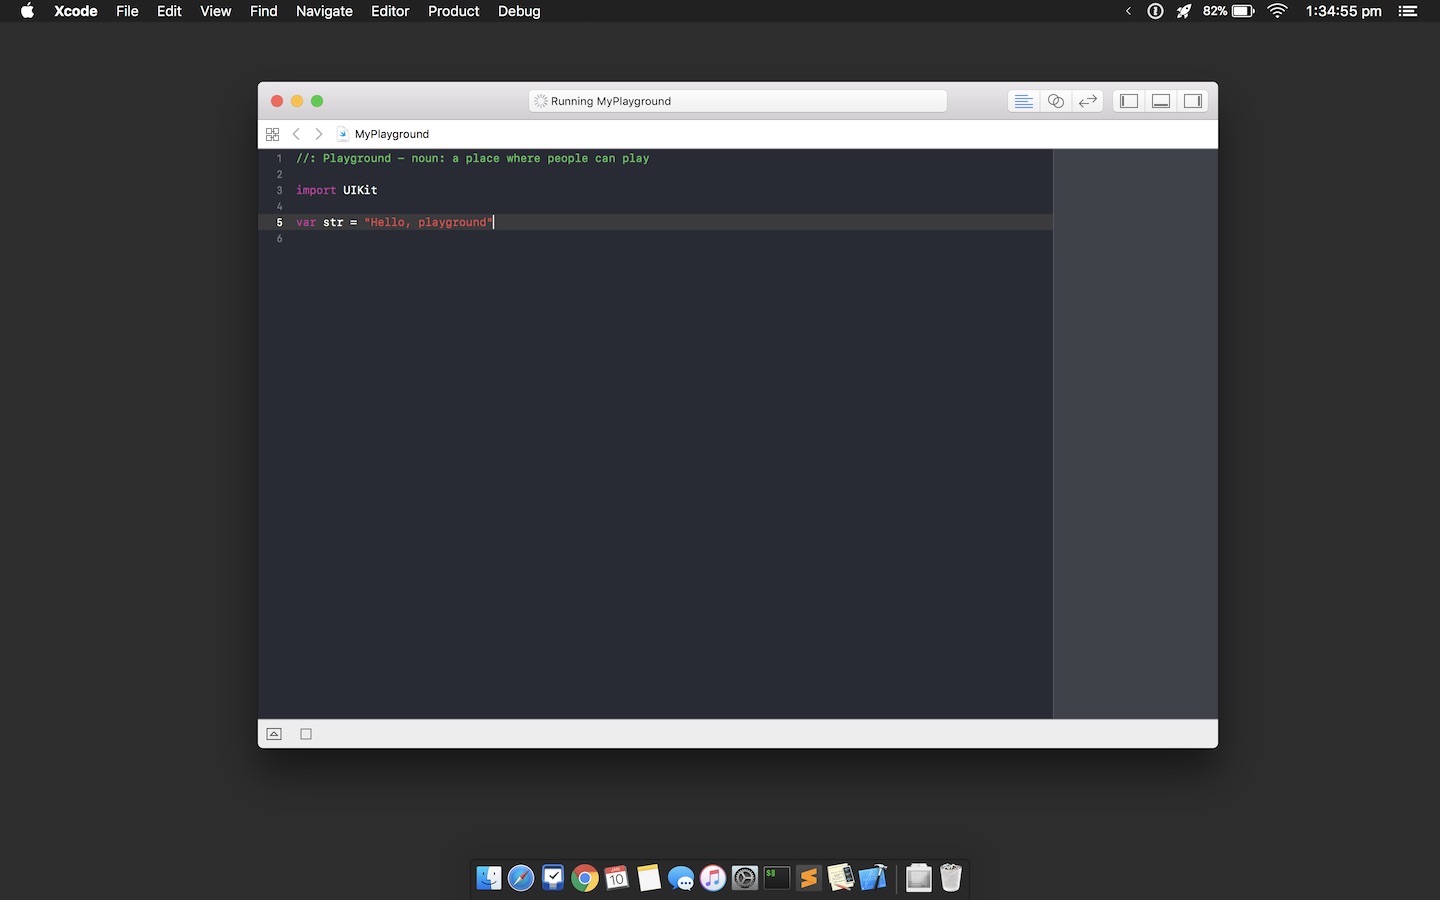 Xcode File Edit View Find Navigate Editor Product Debug 82% 1:34:55 pm
Running MyPlayground
MyPlayground
1 //: Playground - noun: a place where people can play
2
3 import UIKit
4
5 var str = "Hello, playground"
6
10